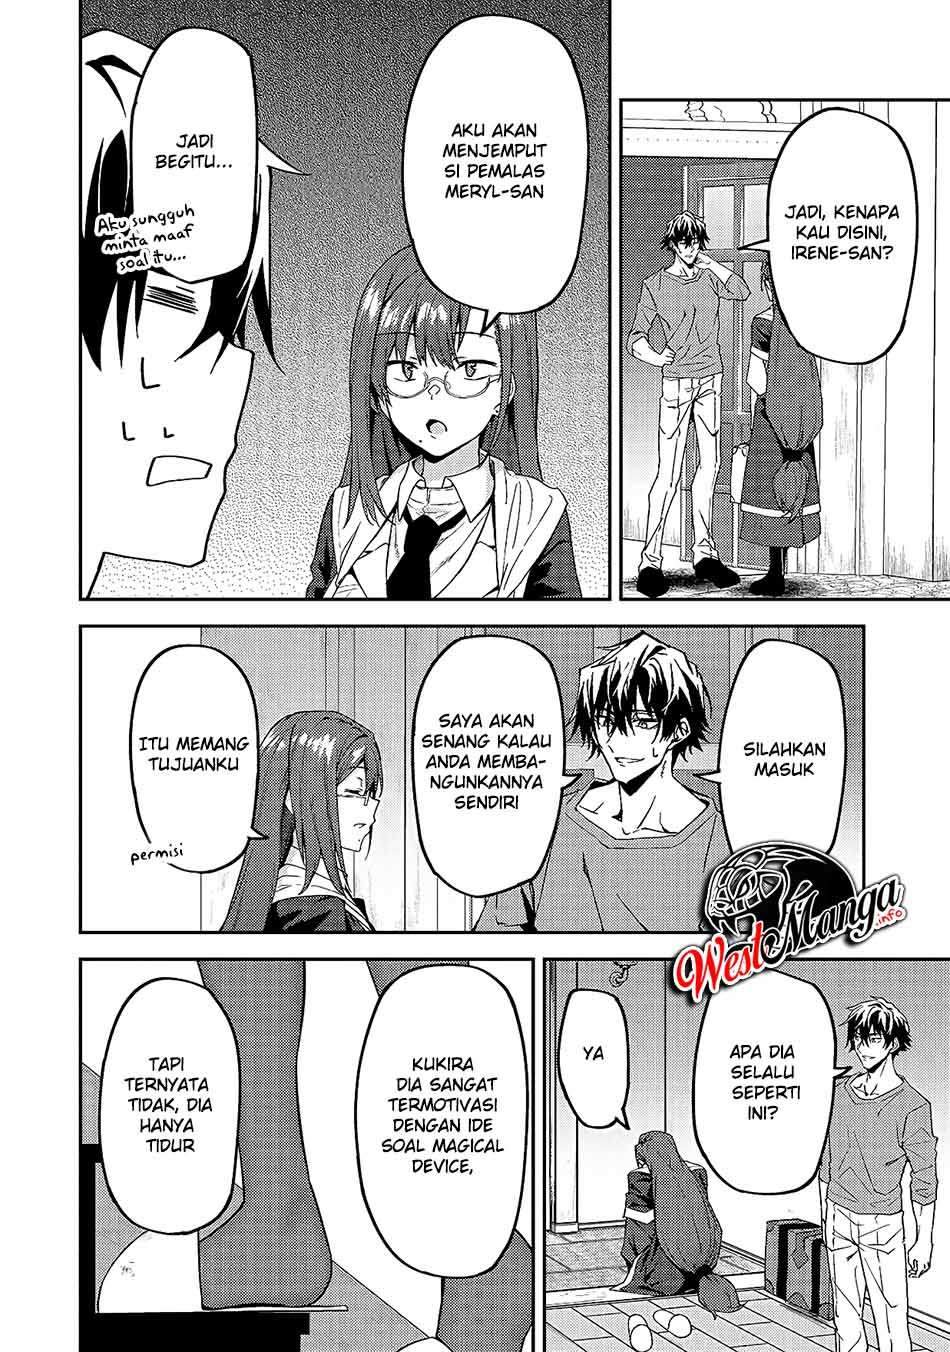 JADI, KENAPA
KAU DISINI,
IRENE-SAN?
AKU AKAN
MENJEMPUT
SI PEMALAS
MERYL-SAN
JADI
BEGITU...
Aku sungguh
minta maaf
soal itu...
SILAHKAN
MASUK
SAYA AKAN
SENANG KALAU
ANDA MEMBA-
NGUNKANNYA
SENDIRI
ITU MEMANG
TUJUANKU
permisi
WestManga
.info
APA DIA
SELALU
SEPERTI
INI?
YA
KUKIRA
DIA SANGAT
TERMOTIVASI
DENGAN IDE
SOAL MAGICAL
DEVICE,
TAPI
TERNYATA
TIDAK, DIA
HANYA
TIDUR